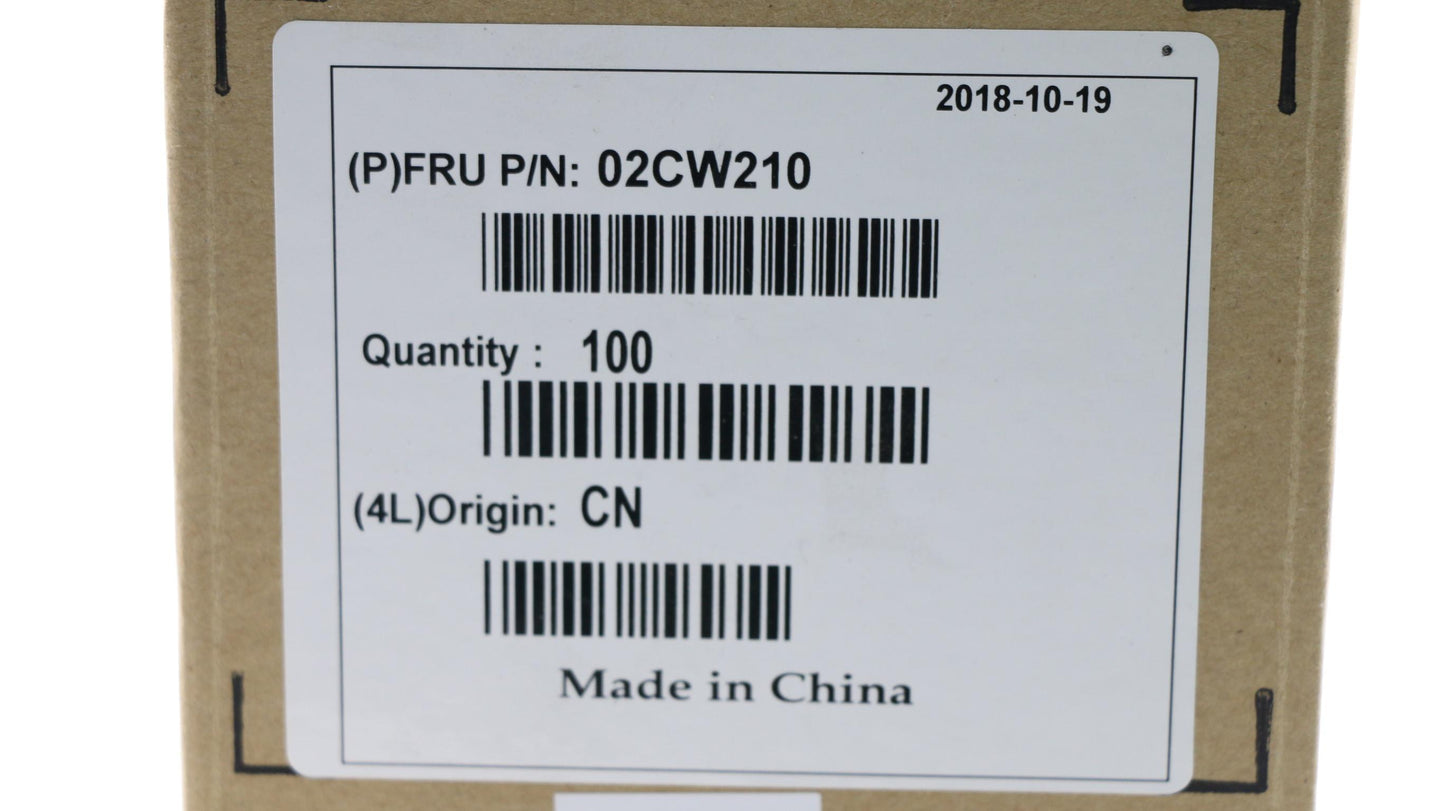 2018-10-19
(P)FRU P/N: 02CW210
Quantity : 100
(4L)Origin: CN
Made in China